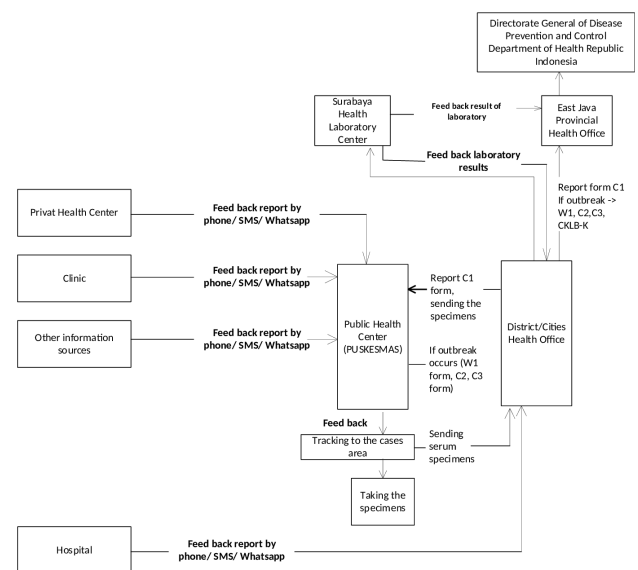 Directorate General of Disease
Prevention and Control
Department of Health Republic
Indonesia
Surabaya
Health
Laboratory
Center
Feed back result of
laboratory
East Java
Provincial
Health Office
Feed back laboratory
results
Report form C1
If outbreak ->
W1, C2,C3,
CKLB-K
Privat Health Center
Feed back report by
phone/ SMS/ Whatsapp
Clinic
Feed back report by
phone/ SMS/ Whatsapp
Other information
sources
Feed back report by
phone/ SMS/ Whatsapp
Public Health
Center
(PUSKESMAS)
Report C1
form,
sending the
specimens
District/Cities
Health Office
If outbreak
occurs (W1
form, C2, C3
form)
Feed back
Tracking to the cases
area
Sending
serum
specimens
Taking the
specimens
Hospital
Feed back report by
phone/ SMS/ Whatsapp